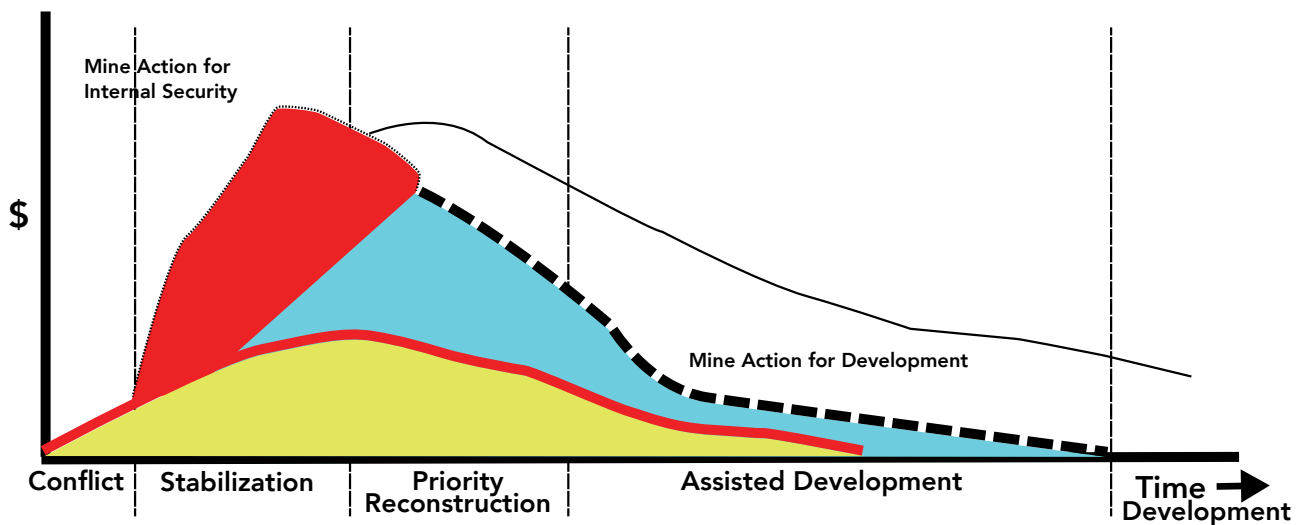 Mine Action for
Internal Security
$
Mine Action for Development
Conflict
Stabilization
Priority
Reconstruction
Assisted Development
Time
Development